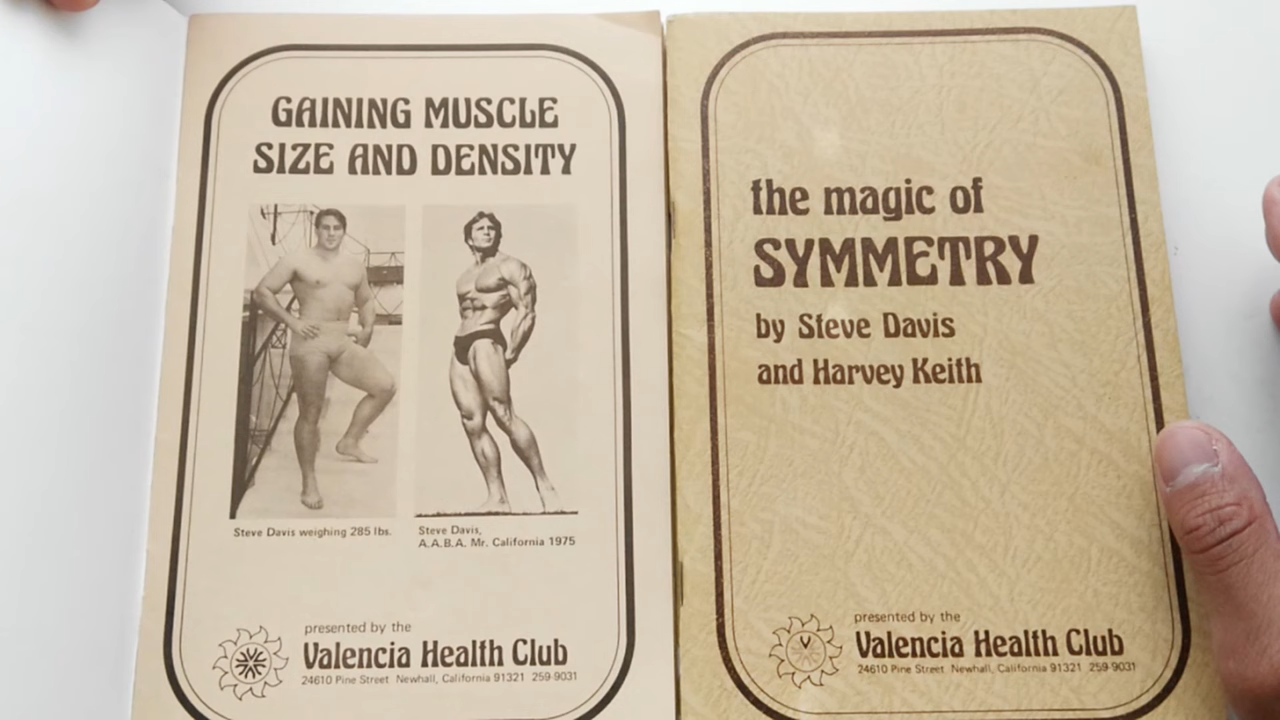 GAINING MUSCLE
SIZE AND DENSITY
Steve Davis weighing 285 lbs.
Steve Davis,
A.A.B.A. Mr. California 1975
presented by the
Valencia Health Club
24610 Pine Street Newhall, California 91321 259-9031
the magic of
SYMMETRY
by Steve Davis
and Harvey Keith
presented by the
Valencia Health Club
24610 Pine Street Newhall, California 91321 259-9031